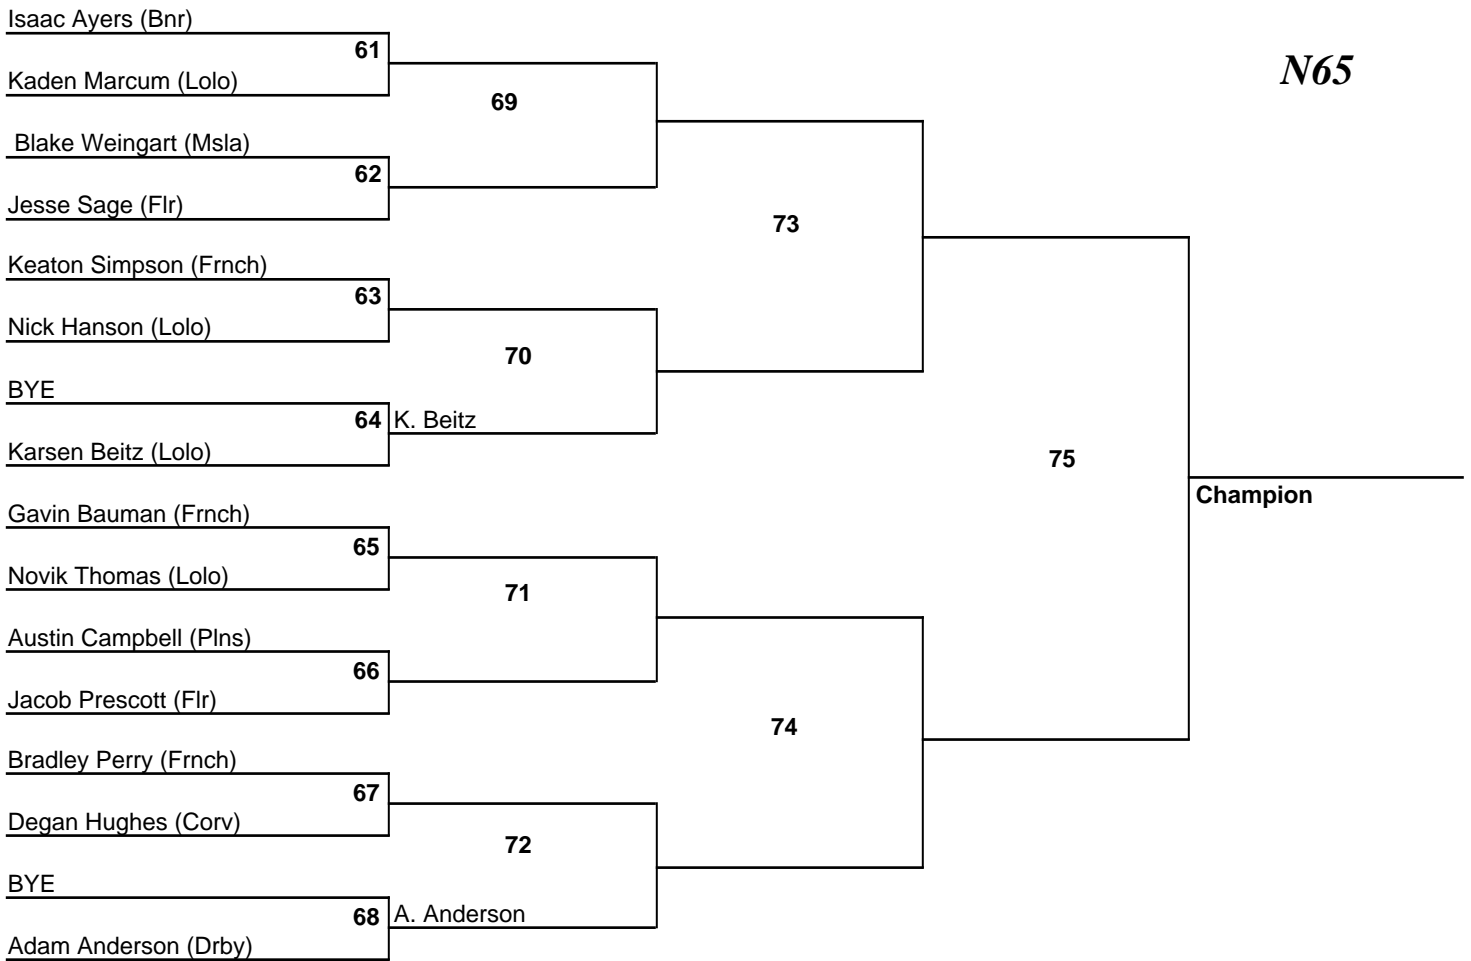 Isaac Ayers (Bnr)
61
N65
Kaden Marcum (Lolo)
69
Blake Weingart (Msla)
62
Jesse Sage (Flr)
73
Keaton Simpson (Frnch)
63
Nick Hanson (Lolo)
70
BYE
64 K. Beitz
Karsen Beitz (Lolo)
75
Champion
Gavin Bauman (Frnch)
65
Novik Thomas (Lolo)
71
Austin Campbell (Plns)
66
Jacob Prescott (Flr)
74
Bradley Perry (Frnch)
67
Degan Hughes (Corv)
72
BYE
68 A. Anderson
Adam Anderson (Drby)